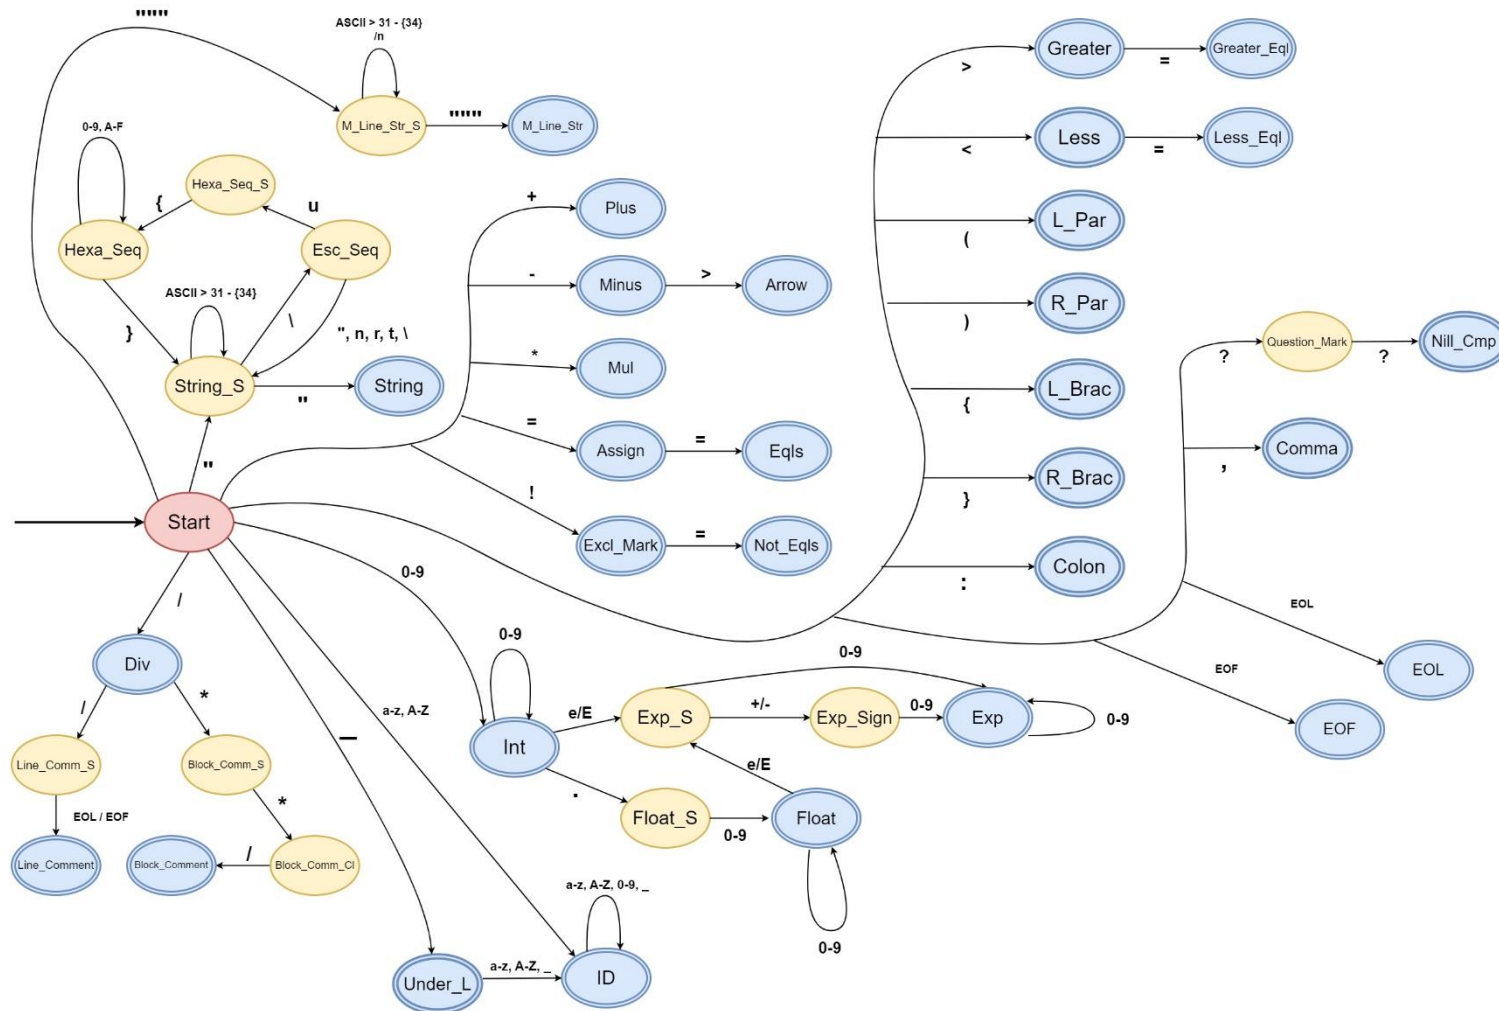 """"
ASCII > 31 - {34}
/n
M_Line_Str_S
""""
M_Line_Str
0-9, A-F
Hexa_Seq_S
{
u
Hexa_Seq
Esc_Seq
ASCII > 31 - {34}
}
\
", n, r, t, \
String_S
"
String
"
Start
+
Plus
-
Minus
>
Arrow
*
Mul
=
Assign
=
Eqls
!
Excl_Mark
=
Not_Eqls
>
Greater
=
Greater_Eql
<
Less
=
Less_Eql
(
L_Par
)
R_Par
{
L_Brac
}
R_Brac
:
Colon
?
Question_Mark
?
Nill_Cmp
,
Comma
EOL
EOL
EOF
EOF
/
Div
/
*
Line_Comm_S
Block_Comm_S
EOL / EOF
*
Line_Comment
Block_Comment
/
Block_Comm_Cl
_
a-z, A-Z
Under_L
a-z, A-Z, _
ID
a-z, A-Z, 0-9, _
0-9
0-9
Int
e/E
Exp_S
+/-
Exp_Sign
0-9
Exp
0-9
0-9
.
Float_S
0-9
Float
e/E
0-9